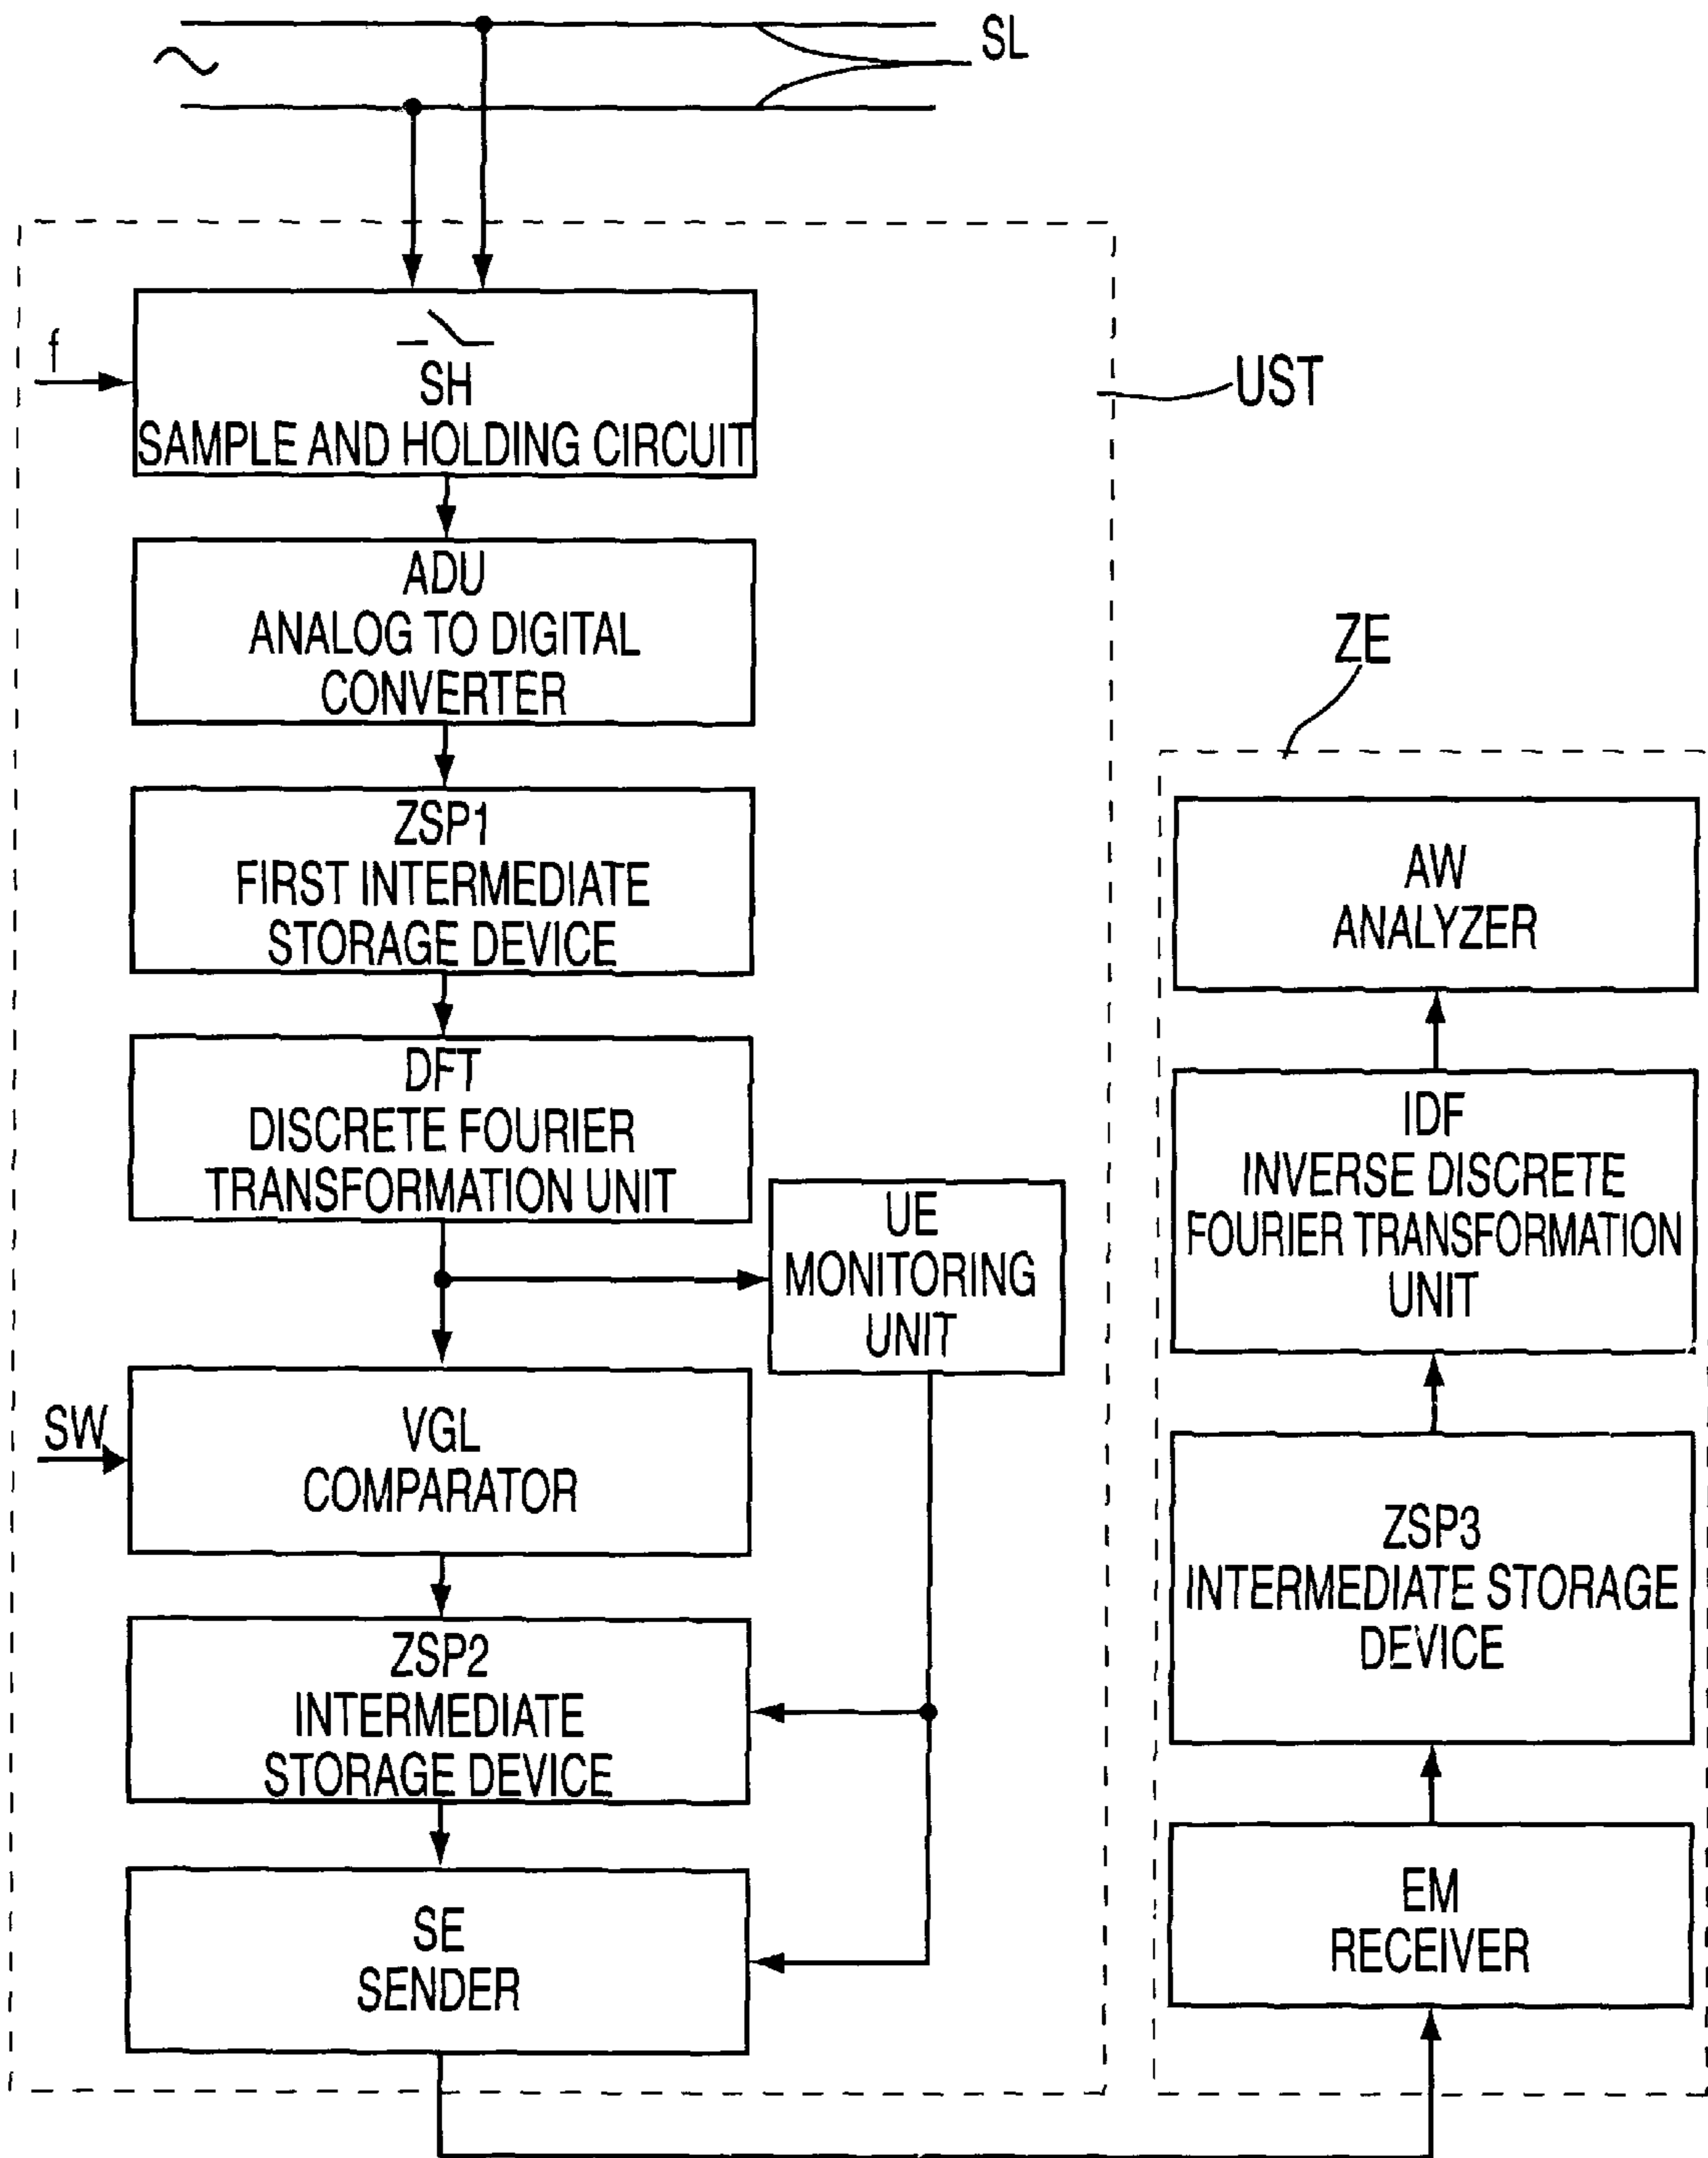 SL
f
SH
SAMPLE AND HOLDING CIRCUIT
UST
ADU
ANALOG TO DIGITAL
CONVERTER
ZSP1
FIRST INTERMEDIATE
STORAGE DEVICE
DFT
DISCRETE FOURIER
TRANSFORMATION UNIT
UE
MONITORING
UNIT
SW
VGL
COMPARATOR
ZSP2
INTERMEDIATE
STORAGE DEVICE
SE
SENDER
ZE
AW
ANALYZER
IDF
INVERSE DISCRETE
FOURIER TRANSFORMATION
UNIT
ZSP3
INTERMEDIATE STORAGE
DEVICE
EM
RECEIVER